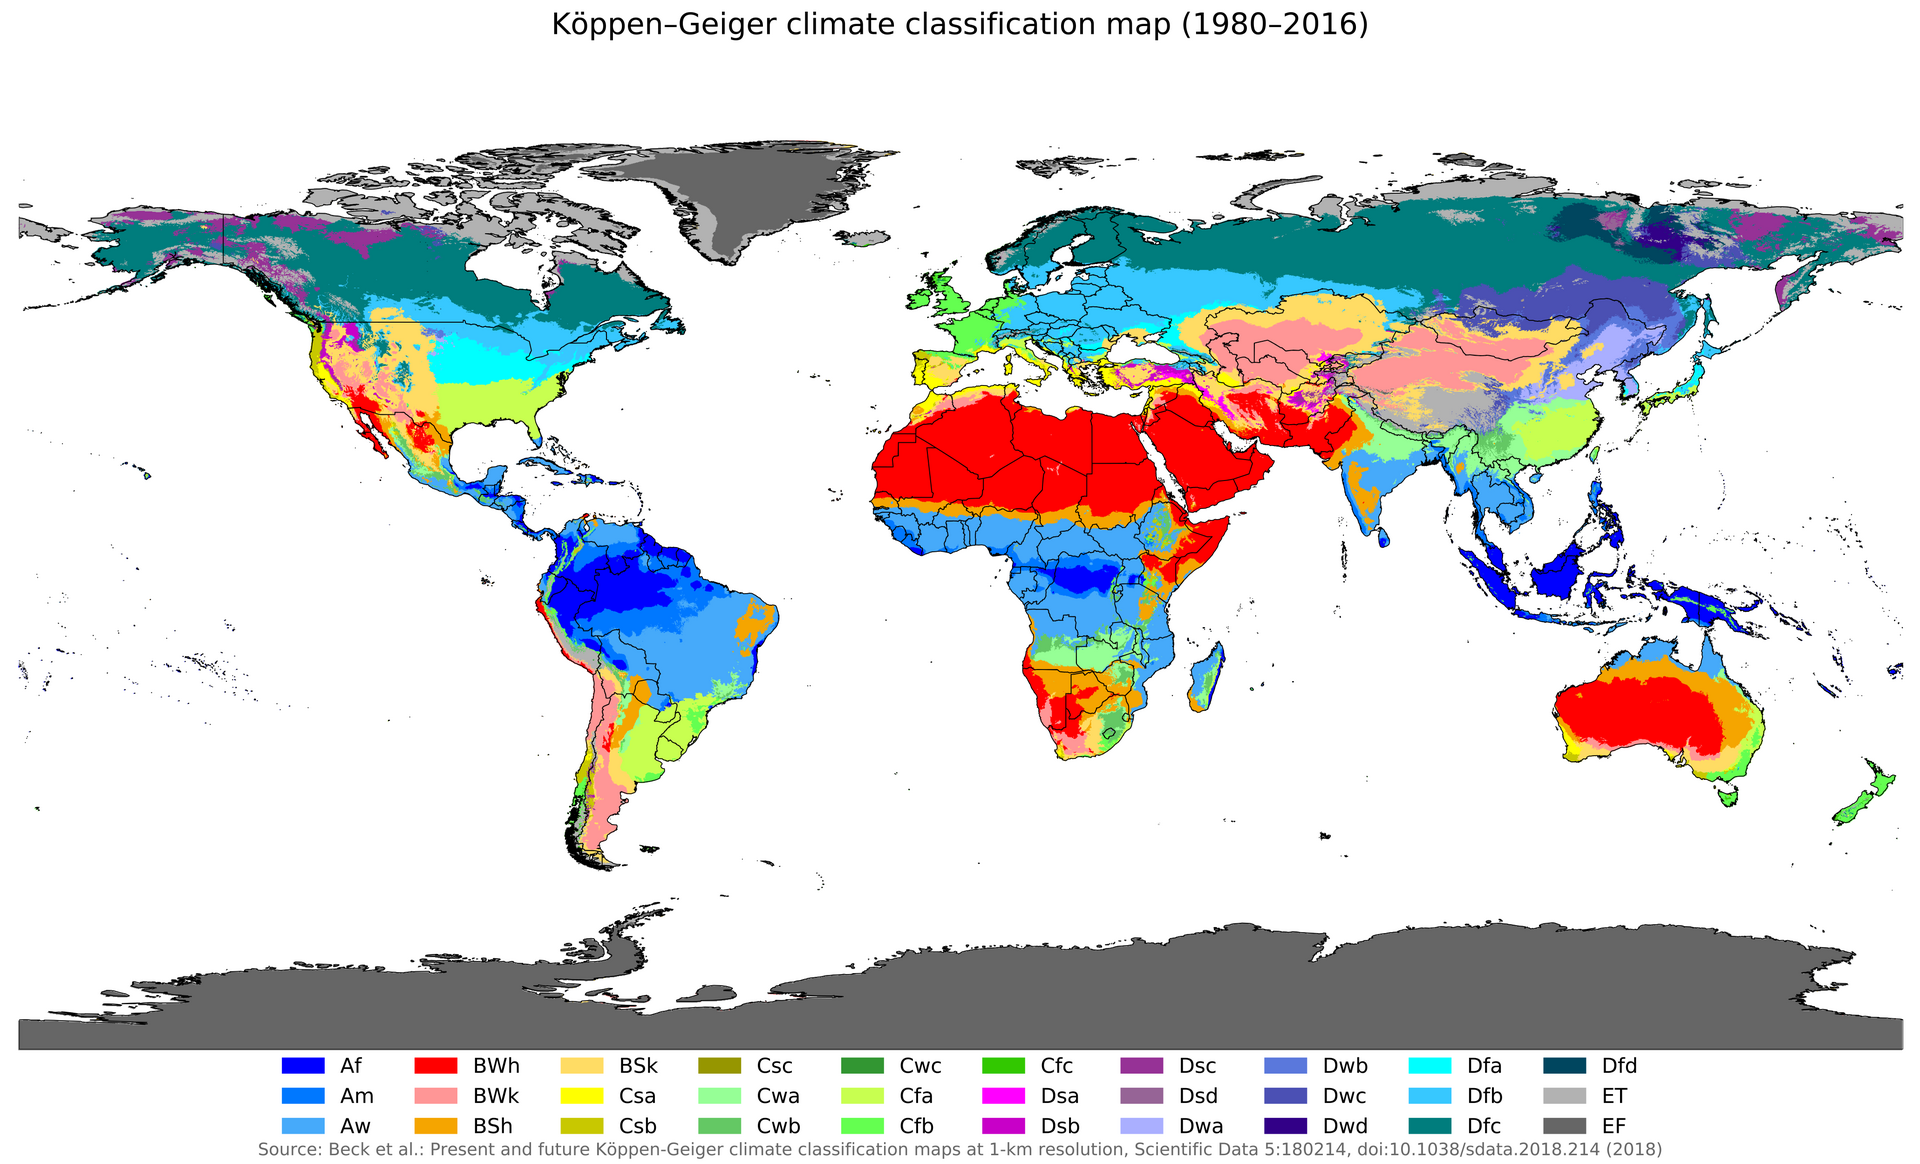 Köppen–Geiger climate classification map (1980–2016)
Af BWh BSk Csc Cwc Cfc Dsc Dwb Dfa Dfd
Am BWk Csa Cwa Cfa Dsa Dsd Dwc Dfb ET
Aw BSh Csb Cwb Cfb Dsb Dwa Dwd Dfc EF
Source: Beck et al.: Present and future Köppen-Geiger climate classification maps at 1-km resolution, Scientific Data 5:180214, doi:10.1038/sdata.2018.214 (2018)